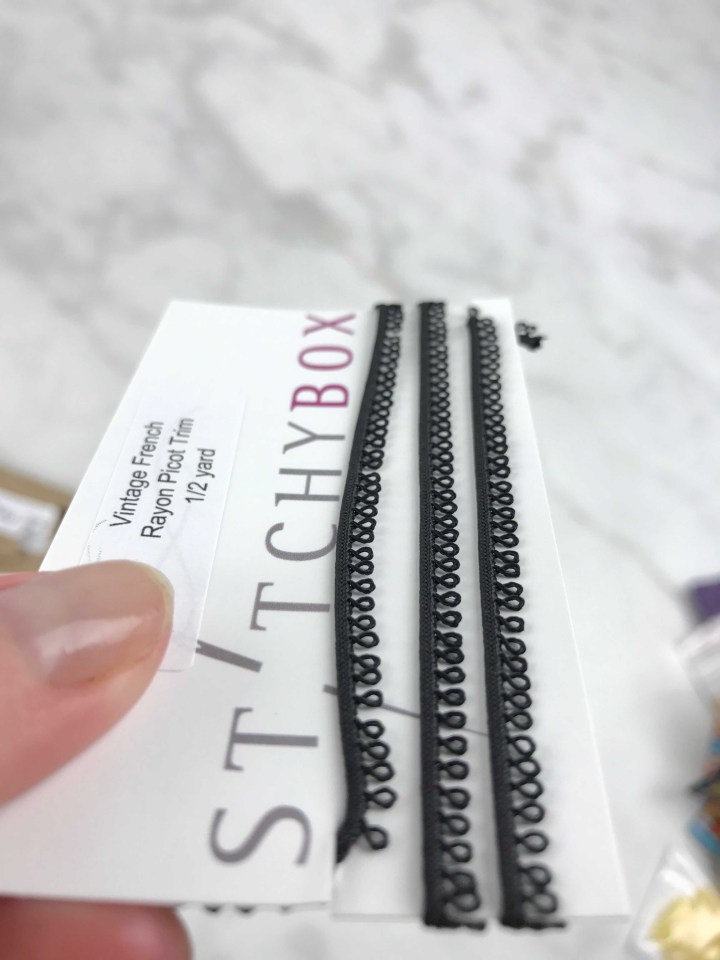 Vintage French
Rayon Picot Trim
1/2 yard
STITCHYBOX